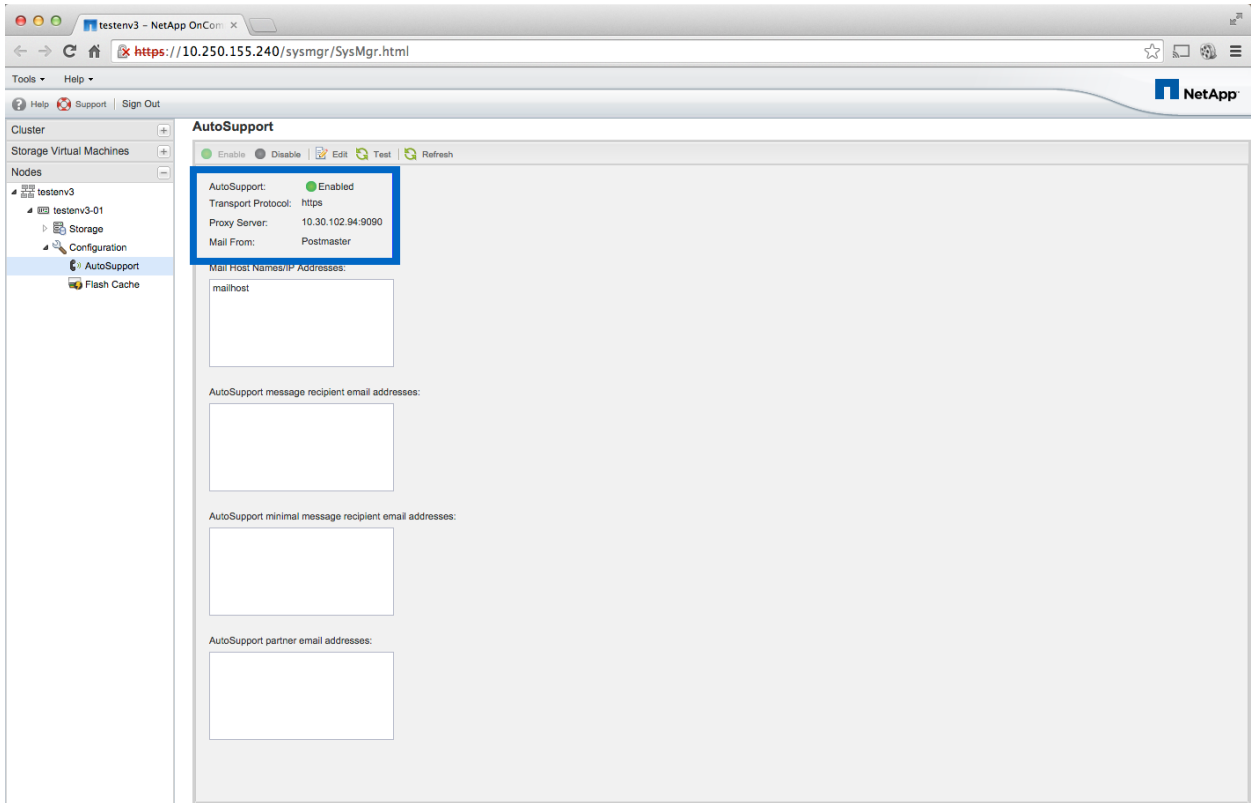 testenv3 – NetApp OnCom ×
https://10.250.155.240/sysmgr/SysMgr.html
Tools Help
Help Support Sign Out
NetApp
Cluster
Storage Virtual Machines
Nodes
testenv3
testenv3-01
Storage
Configuration
AutoSupport
Flash Cache
AutoSupport
Enable Disable Edit Test Refresh
AutoSupport: Enabled
Transport Protocol: https
Proxy Server: 10.30.102.94:9090
Mail From: Postmaster
Mail Host Names/IP Addresses:
mailhost
AutoSupport message recipient email addresses:
AutoSupport minimal message recipient email addresses:
AutoSupport partner email addresses: